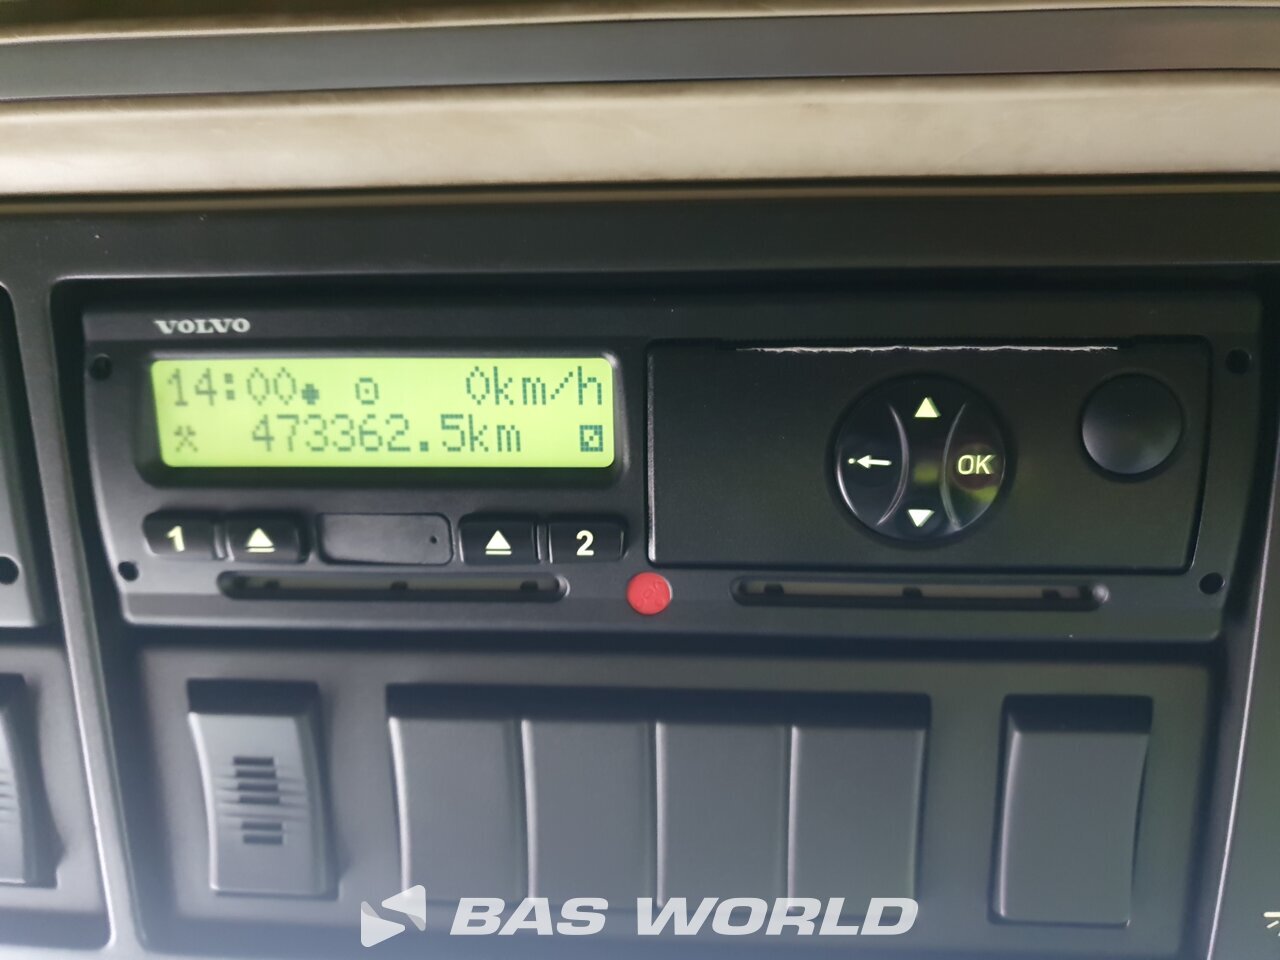 VOLVO
14:00 0km/h
473362.5km
1 2
OK
BAS WORLD